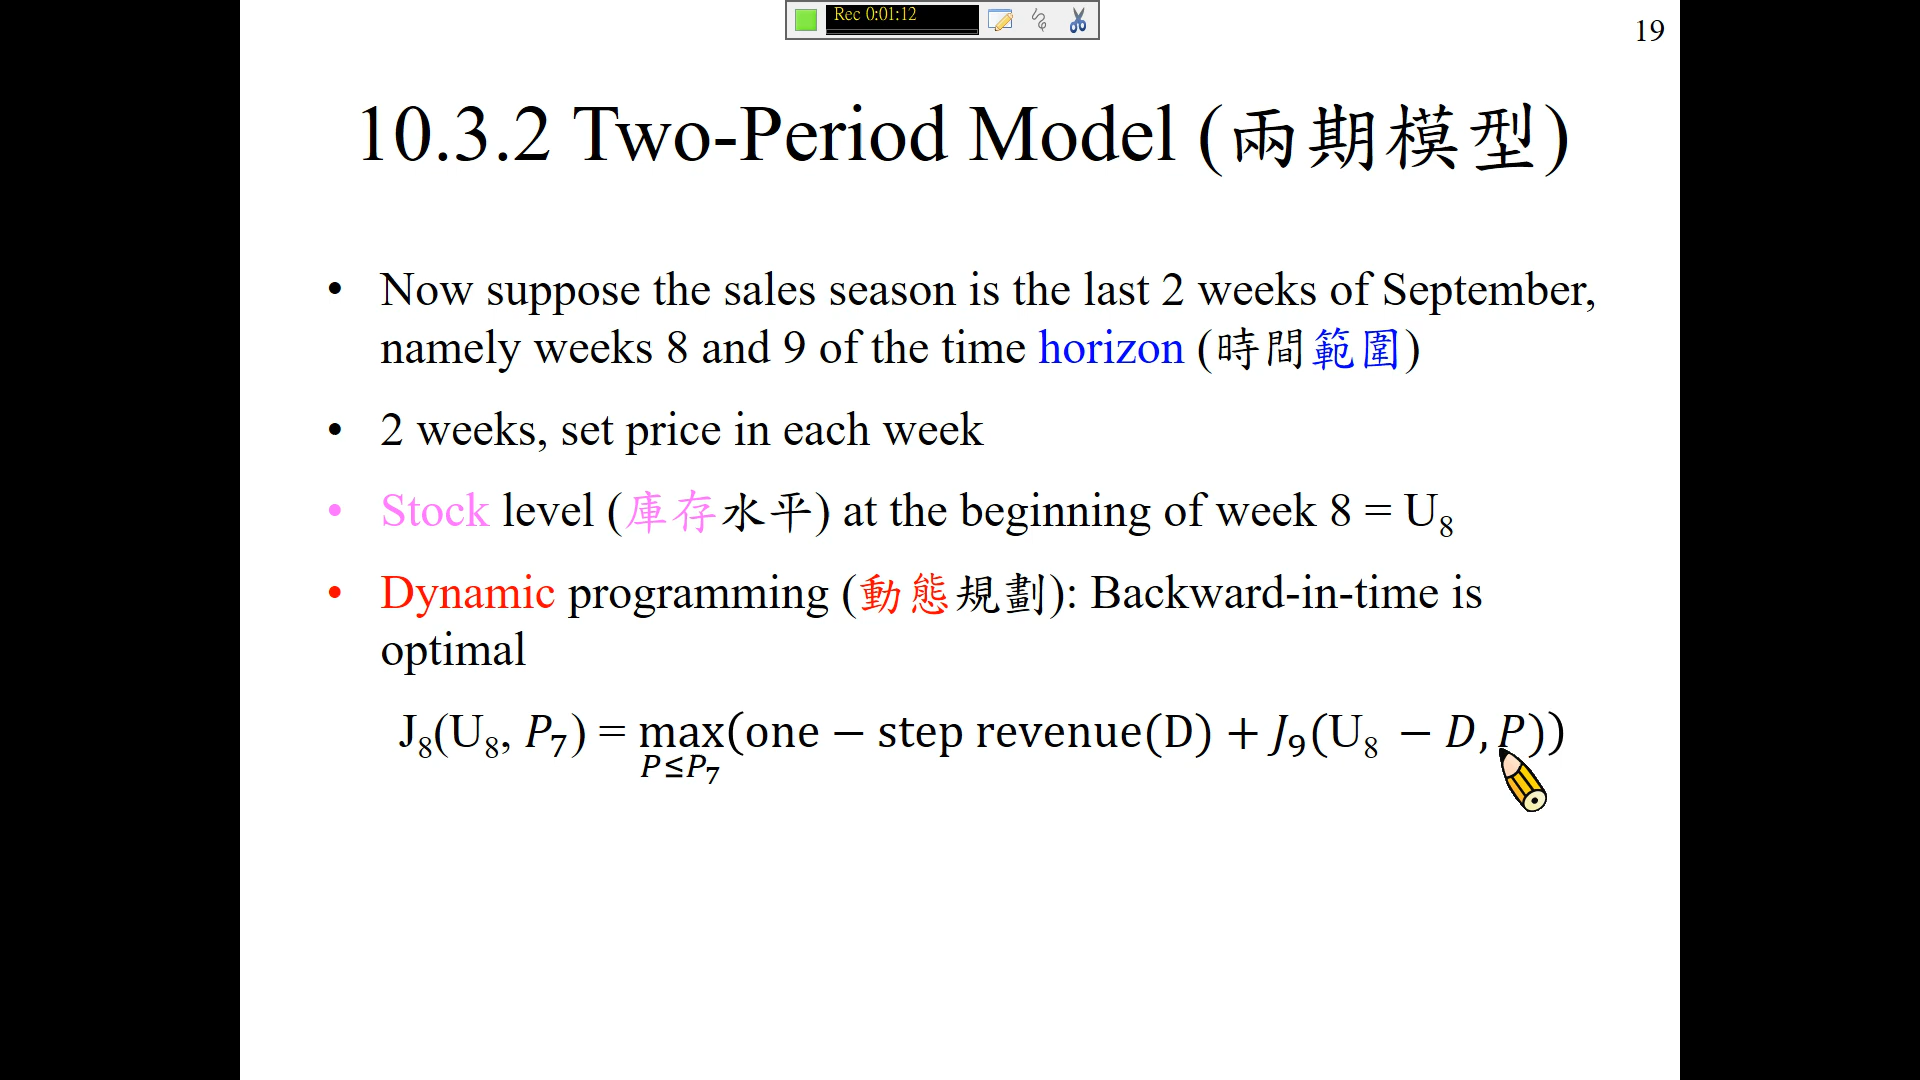 Rec 0:01:12
19
10.3.2 Two-Period Model (兩期模型)
• Now suppose the sales season is the last 2 weeks of September,
namely weeks 8 and 9 of the time horizon (時間範圍)
• 2 weeks, set price in each week
• Stock level (庫存水平) at the beginning of week 8 = U₈
• Dynamic programming (動態規劃): Backward-in-time is
optimal
J₈(U₈, P₇) = max(one − step revenue(D) + J₉(U₈ − D, P))
P≤P₇